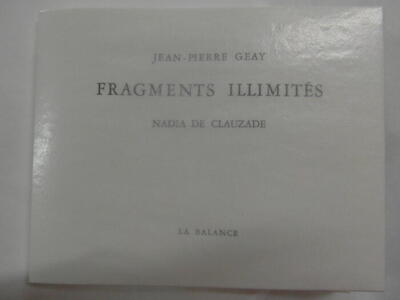 JEAN-PIERRE GEAY
FRAGMENTS ILLIMITÉS
NADIA DE CLAUZADE
LA BALANCE